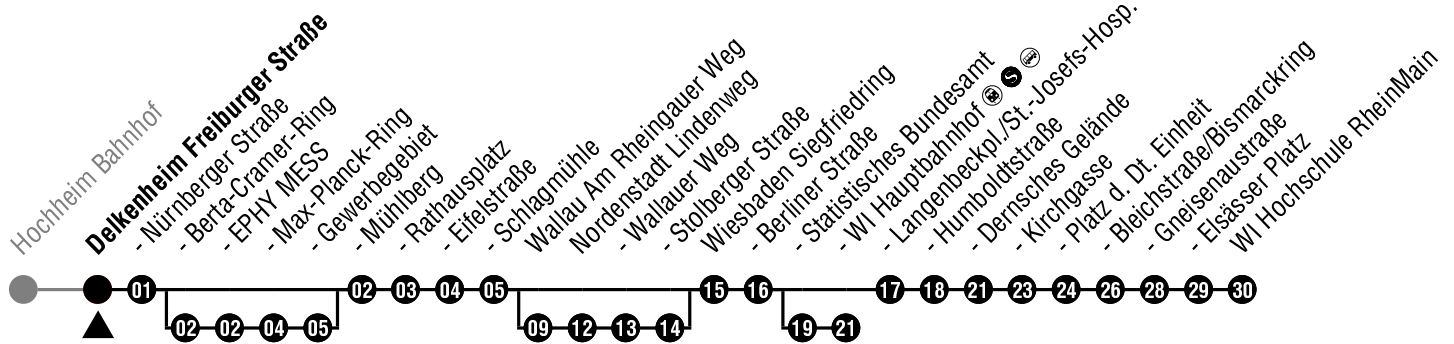 Hochheim Bahnhof
Delkenheim Freiburger Straße
- Nürnberger Straße
- Berta-Cramer-Ring
- EPHY MESS
- Max-Planck-Ring
- Gewerbegebiet
- Mühlberg
- Rathausplatz
- Eifelstraße
- Schlagmühle
Wallau Am Rheingauer Weg
Nordenstadt Lindenweg
- Wallauer Weg
- Stolberger Straße
Wiesbaden Siegfriedring
- Berliner Straße
- Statistisches Bundesamt
- WI Hauptbahnhof S
- Langenbeckpl./St.-Josefs-Hosp.
- Humboldtstraße
- Dernsches Gelände
- Kirchgasse
- Platz d. Dt. Einheit
- Bleichstraße/Bismarckring
- Gneisenaustraße
- Elsässer Platz
WI Hochschule RheinMain
01 02 03 04 05 15 16 17 18 21 23 24 26 28 29 30
02 02 04 05 09 12 13 14 19 21